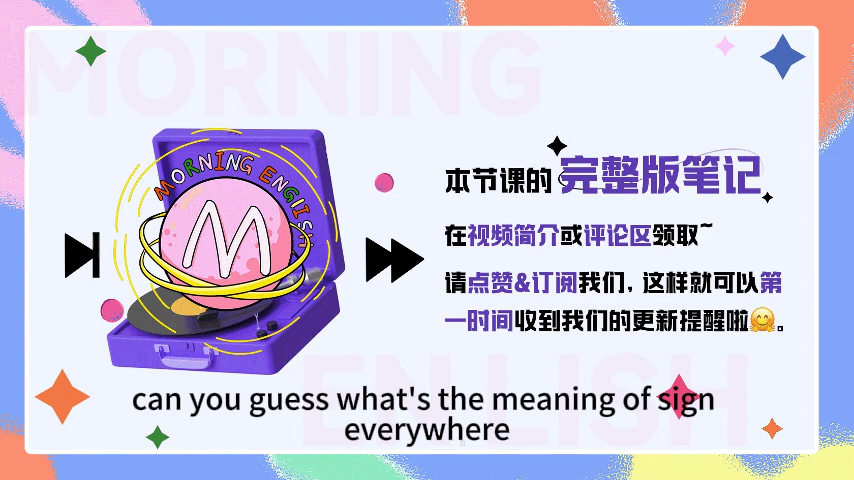 MORNING
MORNING ENGlISH
M
本节课的 完整版笔记
在视频简介或评论区领取~
请点赞&订阅我们，这样就可以第
一时间收到我们的更新提醒啦🤗。
ENGLISH
can you guess what's the meaning of sign
everywhere